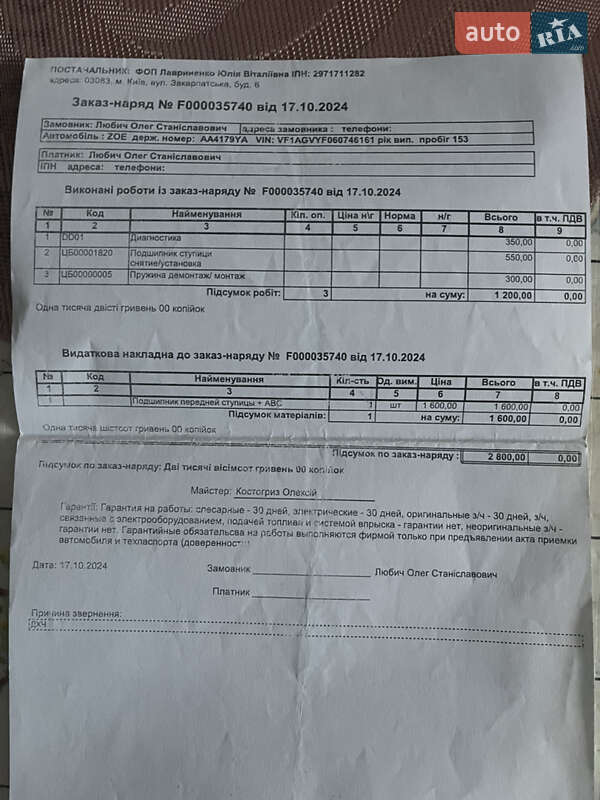 auto RIA.com
ПОСТАЧАЛЬНИК: ФОП Лавриненко Юлія Віталіївна ІПН: 2971711282
адреса: 03083, м. Київ, вул. Закарпатська, буд. 6
Заказ-наряд № F000035740 від 17.10.2024
Замовник: Любич Олег Станіславович адреса замовника : телефони:
Автомобіль : ZOE держ. номер: AA4179YA VIN: VF1AGVYF060746161 рік вип. пробіг 153
Платник: Любич Олег Станіславович
ІПН адреса: телефони:
Виконані роботи із заказ-наряду № F000035740 від 17.10.2024
№ Код Найменування Кіл. оп. Ціна н\г Норма н/г Всього в т.ч. ПДВ
1 2 3 4 5 6 7 8 9
1 DD01 Диагностика 350,00 0,00
2 ЦБ00001820 Подшипник ступици снятие/установка 550,00 0,00
3 ЦБ00000005 Пружина демонтаж/ монтаж 300,00 0,00
Підсумок робіт: 3 на суму: 1 200,00 0,00
Одна тисяча двісті гривень 00 копійок
Видаткова накладна до заказ-наряду № F000035740 від 17.10.2024
№ Код Найменування Кіл-сть Од. вим. Ціна Всього в т.ч. ПДВ
1 2 3 4 5 6 7 8
1 Подшипник передней ступицы + АВС 1 шт 1 600,00 1 600,00 0,00
Підсумок матеріалів: 1 на суму: 1 600,00 0,00
Одна тисяча шістсот гривень 00 копійок
Підсумок по заказ-наряду : 2 800,00 0,00
Підсумок по заказ-наряду: Дві тисячі вісімсот гривень 00 копійок
Майстер: Костогриз Олексій
Гарантії: Гарантия на работы: слесарные - 30 дней, электрические - 30 дней, оригинальные з/ч - 30 дней, з/ч,
связанные с электрооборудованием, подачей топлива и системой впрыска - гарантии нет, неоригинальные з/ч -
гарантии нет. Гарантийные обязательсва на роботы выполняются фирмой только при предъявлении акта приемки
автомобиля и техпаспорта (доверенност
Дата: 17.10.2024
Замовник Любич Олег Станіславович
Платник
Причина звернення:
ДХЧ